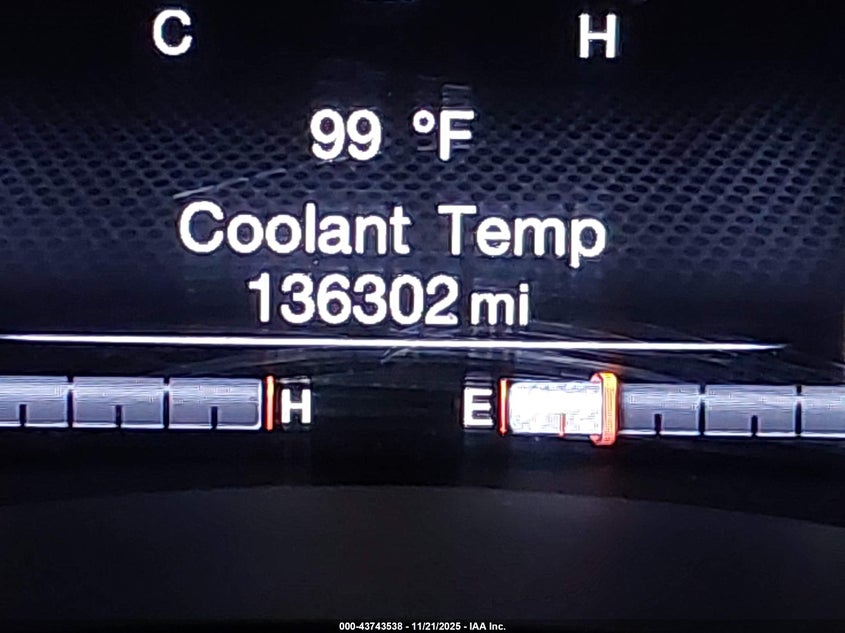 C H
99 °F
Coolant Temp
136302 mi
H E
000-43743538 - 11/21/2025 - IAA Inc.